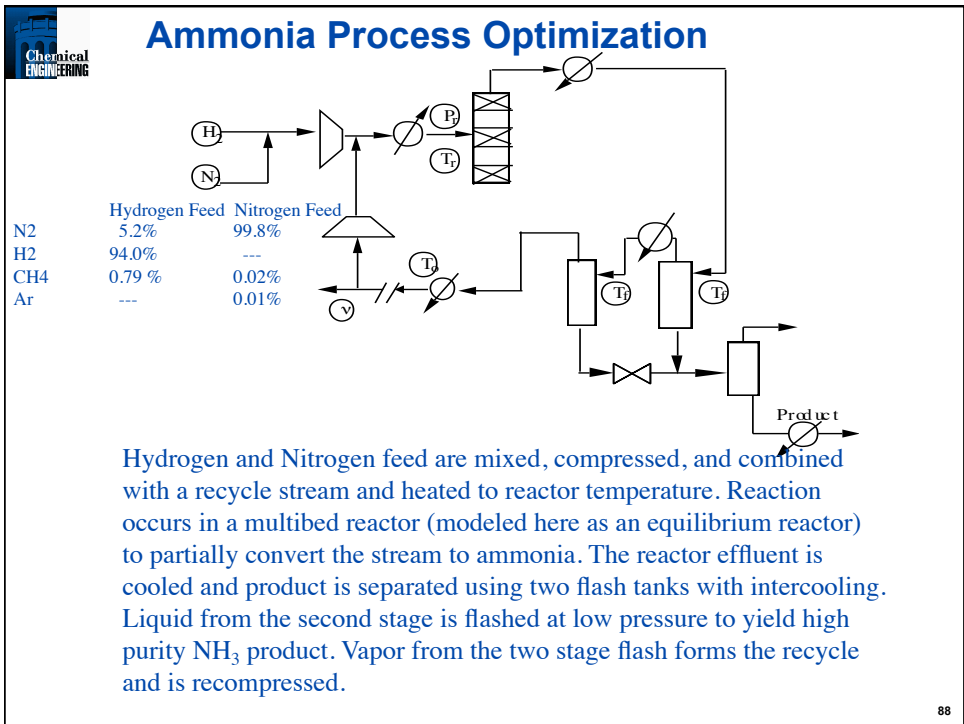 Chemical
ENGINEERING
Ammonia Process Optimization
H2
N2
Pr
Tr
Hydrogen Feed Nitrogen Feed
N2 5.2% 99.8%
H2 94.0% ---
CH4 0.79 % 0.02%
Ar --- 0.01%
To
ν
Tf
Tf
Product
Hydrogen and Nitrogen feed are mixed, compressed, and combined
with a recycle stream and heated to reactor temperature. Reaction
occurs in a multibed reactor (modeled here as an equilibrium reactor)
to partially convert the stream to ammonia. The reactor effluent is
cooled and product is separated using two flash tanks with intercooling.
Liquid from the second stage is flashed at low pressure to yield high
purity NH3 product. Vapor from the two stage flash forms the recycle
and is recompressed.
88